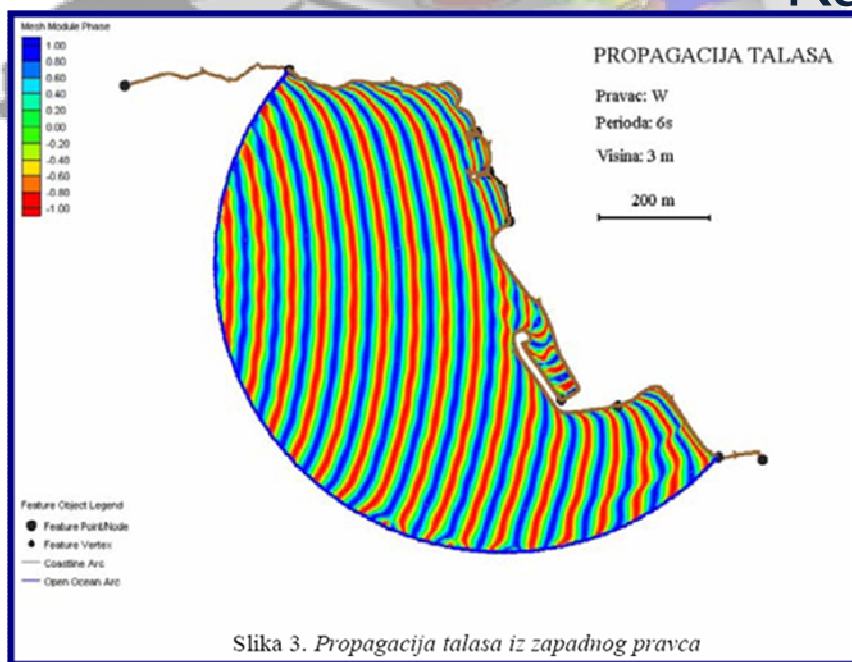 Mesh Module Phase
1.00
0.80
0.60
0.40
0.20
0.00
-0.20
-0.40
-0.60
-0.80
-1.00
PROPAGACIJA TALASA
Pravac: W
Perioda: 6s
Visina: 3 m
200 m
Feature Object Legend
Feature Point/Node
Feature Vertex
Coastline Arc
Open Ocean Arc
Slika 3. Propagacija talasa iz zapadnog pravca